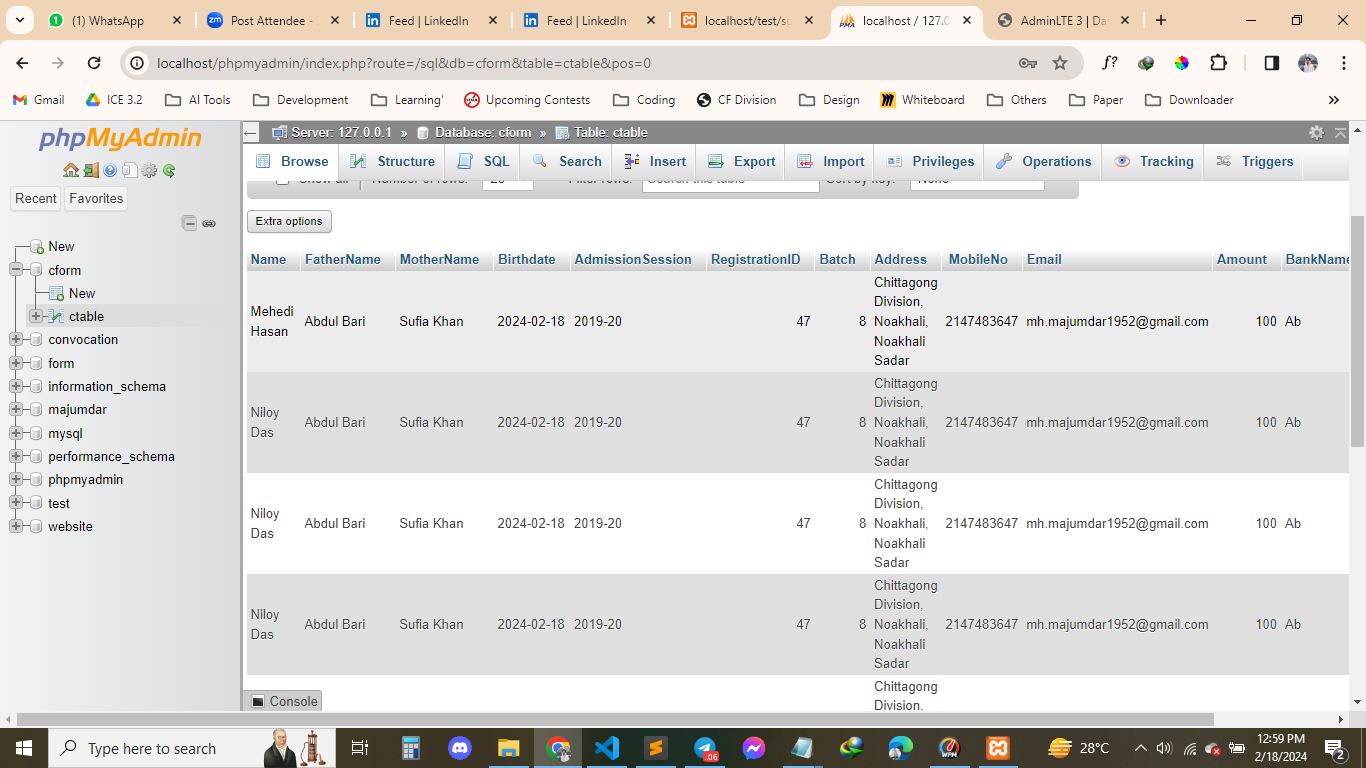 (1) WhatsApp
Post Attendee -
Feed | LinkedIn
Feed | LinkedIn
localhost/test/su
localhost / 127.0
AdminLTE 3 | Da
localhost/phpmyadmin/index.php?route=/sql&db=cform&table=ctable&pos=0
f?
Gmail
ICE 3.2
AI Tools
Development
Learning'
Upcoming Contests
Coding
CF Division
Design
Whiteboard
Others
Paper
Downloader
phpMyAdmin
Recent
Favorites
New
cform
New
ctable
convocation
form
information_schema
majumdar
mysql
performance_schema
phpmyadmin
test
website
Server: 127.0.0.1 » Database: cform » Table: ctable
Browse
Structure
SQL
Search
Insert
Export
Import
Privileges
Operations
Tracking
Triggers
Show all | Number of rows: 25 Filter rows: Search this table Sort by key: None
Extra options
Name FatherName MotherName Birthdate AdmissionSession RegistrationID Batch Address MobileNo Email Amount BankName
Mehedi Hasan Abdul Bari Sufia Khan 2024-02-18 2019-20 47 8 Chittagong Division, Noakhali, Noakhali Sadar 2147483647 mh.majumdar1952@gmail.com 100 Ab
Niloy Das Abdul Bari Sufia Khan 2024-02-18 2019-20 47 8 Chittagong Division, Noakhali, Noakhali Sadar 2147483647 mh.majumdar1952@gmail.com 100 Ab
Niloy Das Abdul Bari Sufia Khan 2024-02-18 2019-20 47 8 Chittagong Division, Noakhali, Noakhali Sadar 2147483647 mh.majumdar1952@gmail.com 100 Ab
Niloy Das Abdul Bari Sufia Khan 2024-02-18 2019-20 47 8 Chittagong Division, Noakhali, Noakhali Sadar 2147483647 mh.majumdar1952@gmail.com 100 Ab
Chittagong
Division,
Console
Type here to search
28°C
12:59 PM
2/18/2024
2